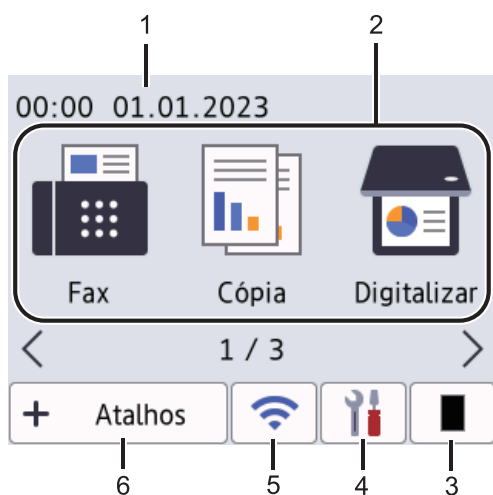 1 2
00:00 01.01.2023
Fax Cópia Digitalizar
1 / 3
+ Atalhos
6 5 4 3